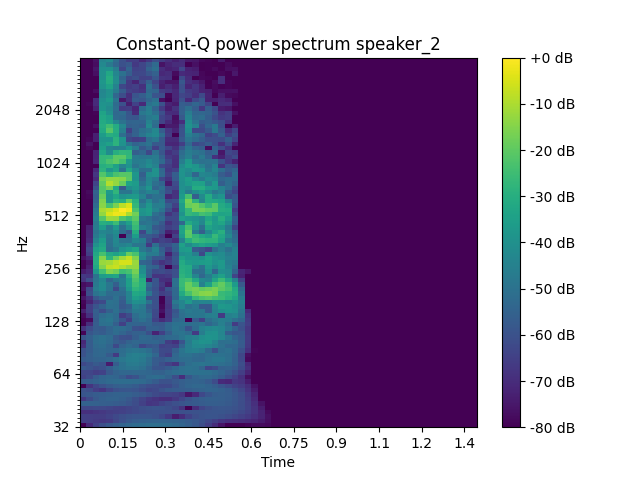 Constant-Q power spectrum speaker_2
Hz
2048
1024
512
256
128
64
32
0 0.15 0.3 0.45 0.6 0.75 0.9 1.1 1.2 1.4
Time
+0 dB
-10 dB
-20 dB
-30 dB
-40 dB
-50 dB
-60 dB
-70 dB
-80 dB